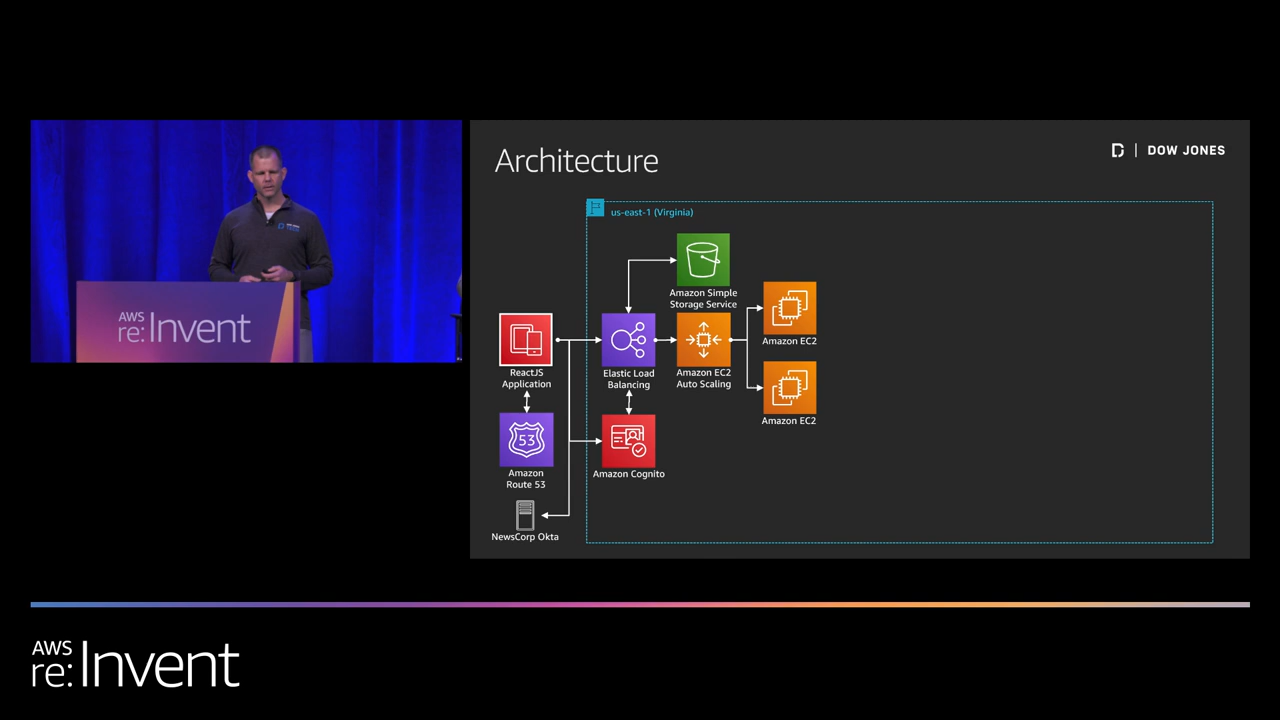 Architecture
DOW JONES
us-east-1 (Virginia)
Amazon Simple
Storage Service
Amazon EC2
ReactJS
Application
Elastic Load
Balancing
Amazon EC2
Auto Scaling
Amazon EC2
53
Amazon
Route 53
Amazon Cognito
NewsCorp Okta
AWS
re:Invent
AWS
re:Invent